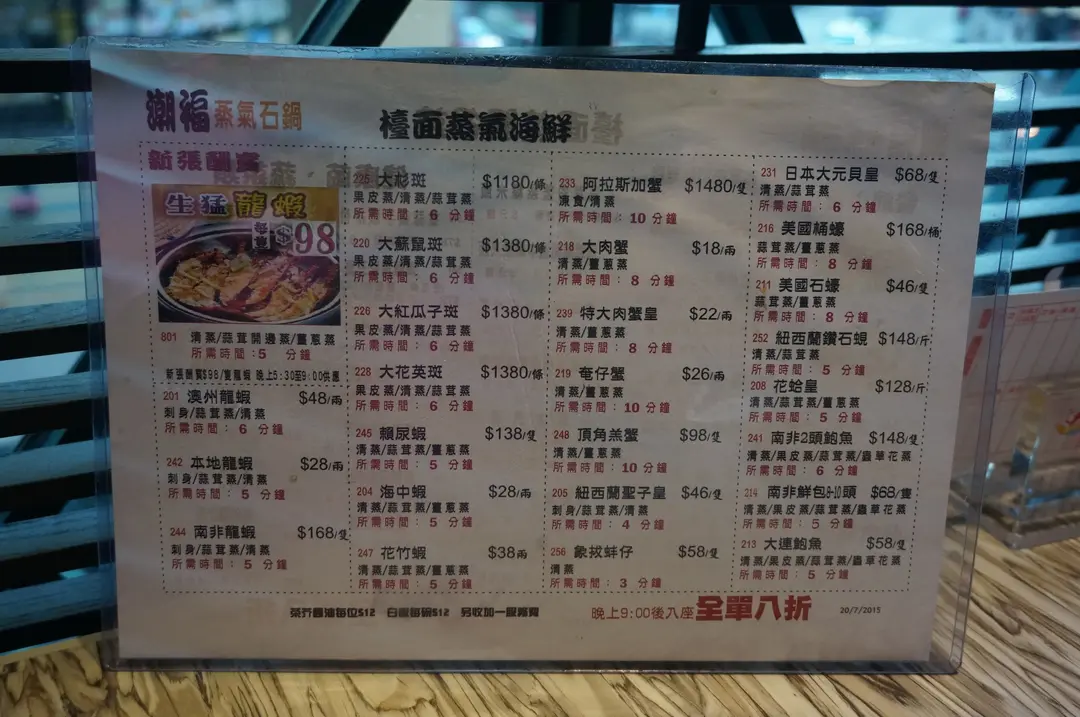 潮福 蒸氣石鍋
檯面蒸氣海鮮
新張酬賓
生猛龍蝦
每隻 $98
801 清蒸/蒜茸開邊蒸/薑蔥蒸
所需時間：5 分鐘
新張酬賓$98/隻龍蝦 晚上5:30至9:00供應
201 澳州龍蝦 $48/兩
刺身/蒜茸蒸/清蒸
所需時間： 6 分鐘
242 本地龍蝦 $28/兩
刺身/蒜茸蒸/清蒸
所需時間： 5 分鐘
244 南非龍蝦 $168/隻
刺身/蒜茸蒸/清蒸
所需時間： 5 分鐘
225 大杉斑 $1180/條
果皮蒸/清蒸/蒜茸蒸
所需時間： 6 分鐘
220 大蘇鼠斑 $1380/條
果皮蒸/清蒸/蒜茸蒸
所需時間： 6 分鐘
226 大紅瓜子斑 $1380/條
果皮蒸/清蒸/蒜茸蒸
所需時間： 6 分鐘
228 大花英斑 $1380/條
果皮蒸/清蒸/蒜茸蒸
所需時間： 6 分鐘
245 賴尿蝦 $138/隻
清蒸/蒜茸蒸/薑蔥蒸
所需時間： 5 分鐘
204 海中蝦 $28/兩
清蒸/蒜茸蒸/薑蔥蒸
所需時間： 5 分鐘
247 花竹蝦 $38/兩
清蒸/蒜茸蒸/薑蔥蒸
所需時間： 5 分鐘
233 阿拉斯加蟹 $1480/隻
凍食/清蒸
所需時間： 10 分鐘
218 大肉蟹 $18/兩
清蒸/薑蔥蒸
所需時間： 8 分鐘
239 特大肉蟹皇 $22/兩
清蒸/薑蔥蒸
所需時間：8 分鐘
219 奄仔蟹 $26/兩
清蒸/薑蔥蒸
所需時間： 10 分鐘
248 頂角羔蟹 $98/隻
清蒸/薑蔥蒸
所需時間：10 分鐘
205 紐西蘭聖子皇 $46/隻
刺身/蒜茸蒸/清蒸
所需時間： 4 分鐘
256 象拔蚌仔 $58/隻
清蒸
所需時間： 3 分鐘
231 日本大元貝皇 $68/隻
清蒸/蒜茸蒸
所需時間： 6 分鐘
216 美國桶蠔 $168/桶
蒜茸蒸/薑蔥蒸
所需時間： 8 分鐘
211 美國石蠔 $46/隻
蒜茸蒸/薑蔥蒸
所需時間： 8 分鐘
252 紐西蘭鑽石蜆 $148/斤
清蒸/蒜茸蒸
所需時間： 5 分鐘
208 花蛤皇 $128/斤
清蒸/蒜茸蒸/薑蔥蒸
所需時間： 5 分鐘
241 南非2頭鮑魚 $148/隻
清蒸/果皮蒸/蒜茸蒸/蟲草花蒸
所需時間： 6 分鐘
214 南非鮮包8-10頭 $68/隻
清蒸/果皮蒸/蒜茸蒸/蟲草花蒸
所需時間： 5 分鐘
213 大連鮑魚 $58/隻
清蒸/果皮蒸/蒜茸蒸/蟲草花蒸
所需時間： 5 分鐘
茶芥醬油每位$12 白飯每碗$12 另收加一服務費
晚上9:00後入座全單八折
20/7/2015